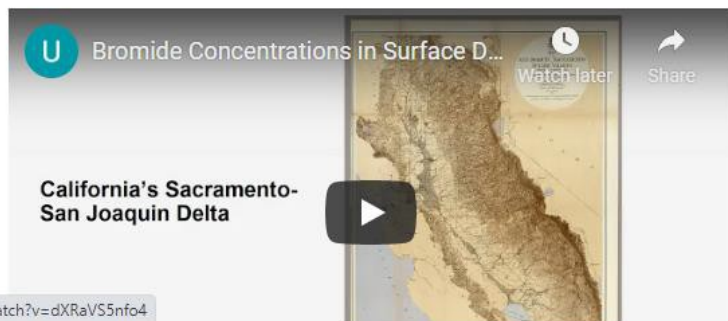 U
Bromide Concentrations in Surface D...
Watch later
Share
California's Sacramento-
San Joaquin Delta
atch?v=dXRaVS5nfo4